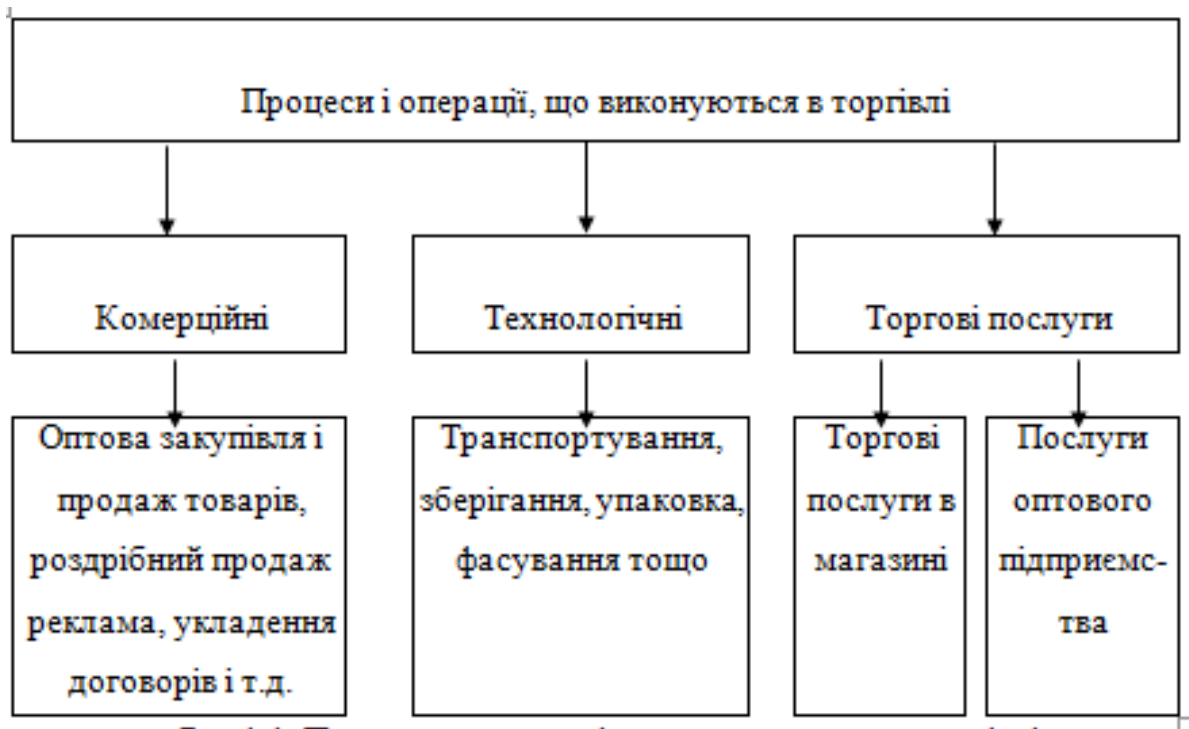 Процеси і операції, що виконуються в торгівлі
Комерційні
Технологічні
Торгові послуги
Оптова закупівля і
продаж товарів,
роздрібний продаж
реклама, укладення
договорів і т.д.
Транспортування,
зберігання, упаковка,
фасування тощо
Торгові
послуги в
магазині
Послуги
оптового
підприємс-
тва